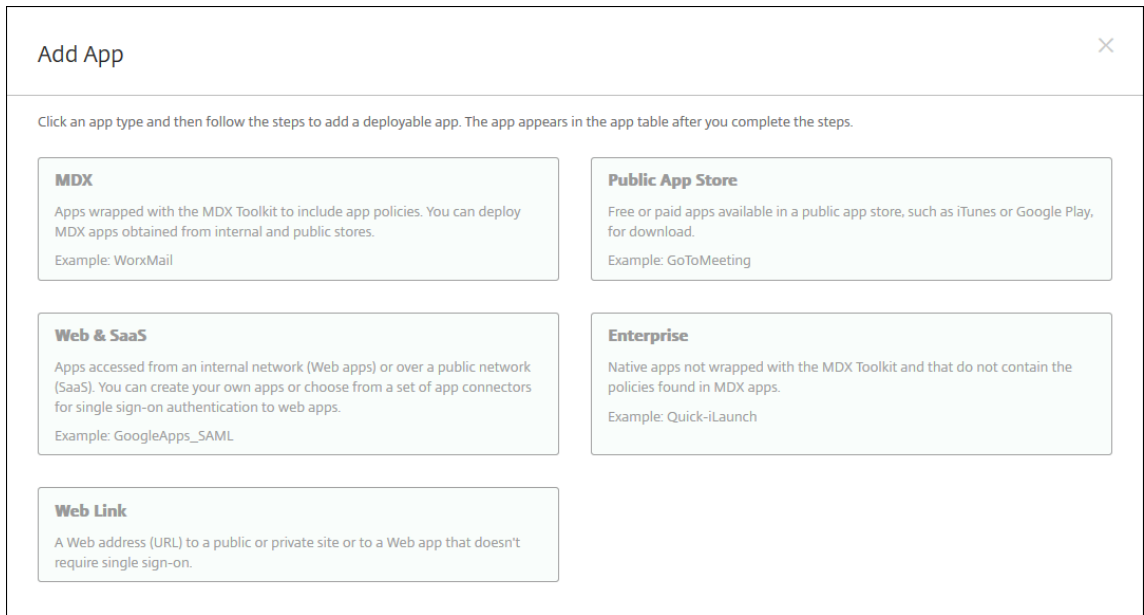 Add App
Click an app type and then follow the steps to add a deployable app. The app appears in the app table after you complete the steps.
MDX
Apps wrapped with the MDX Toolkit to include app policies. You can deploy
MDX apps obtained from internal and public stores.
Example: WorxMail
Public App Store
Free or paid apps available in a public app store, such as iTunes or Google Play,
for download.
Example: GoToMeeting
Web & SaaS
Apps accessed from an internal network (Web apps) or over a public network
(SaaS). You can create your own apps or choose from a set of app connectors
for single sign-on authentication to web apps.
Example: GoogleApps_SAML
Enterprise
Native apps not wrapped with the MDX Toolkit and that do not contain the
policies found in MDX apps.
Example: Quick-iLaunch
Web Link
A Web address (URL) to a public or private site or to a Web app that doesn't
require single sign-on.